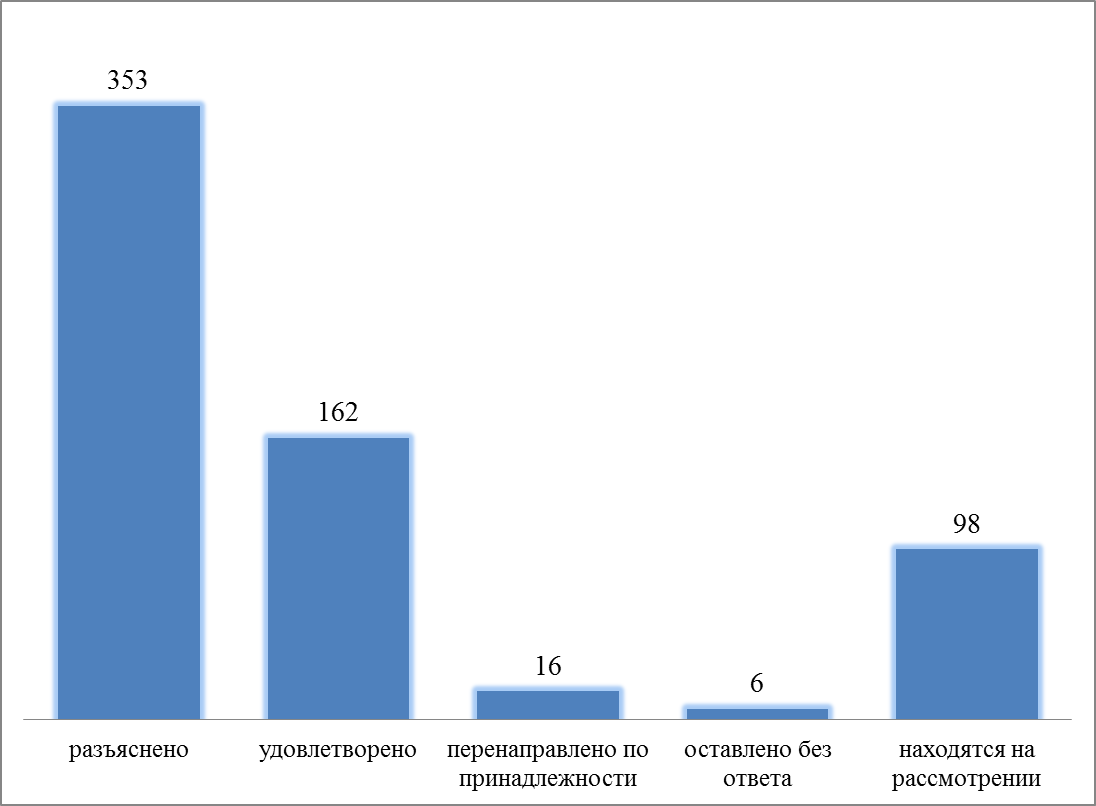 353
162
16
6
98
разъяснено
удовлетворено
перенаправлено по
принадлежности
оставлено без
ответа
находятся на
рассмотрении